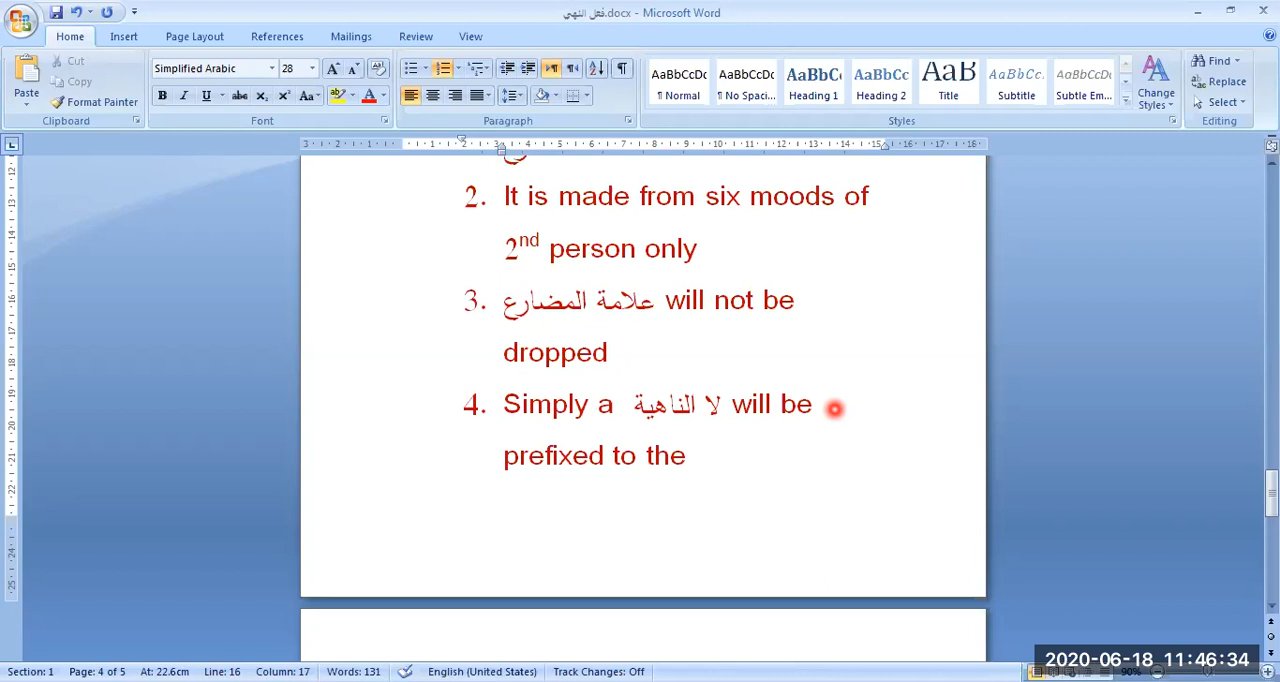 فعل النهي.docx - Microsoft Word
Home Insert Page Layout References Mailings Review View
Paste
Cut
Copy
Format Painter
Clipboard
Simplified Arabic 28
Font
Paragraph
AaBbCcDc AaBbCcDc AaBbC AaBbCc AaB AaBbCc. AaBbCcDc
¶ Normal ¶ No Spaci... Heading 1 Heading 2 Title Subtitle Subtle Em...
Change Styles
Styles
Find
Replace
Select
Editing
2. It is made from six moods of
2nd person only
3. علامة المضارع will not be
dropped
4. Simply a لا الناهية will be
prefixed to the
Section: 1 Page: 4 of 5 At: 22.6cm Line: 16 Column: 17 Words: 131 English (United States) Track Changes: Off 90%
2020-06-18 11:46:34